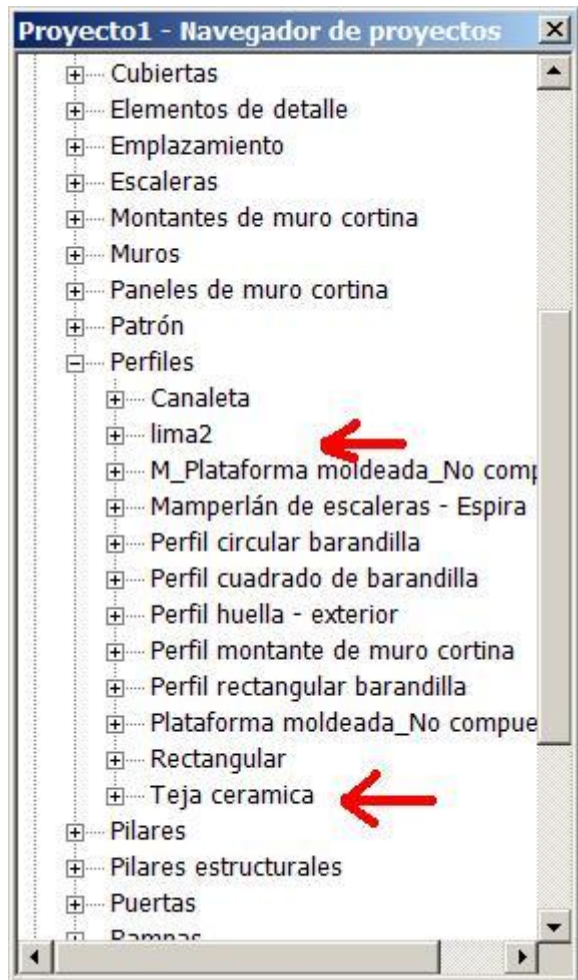 Proyecto1 - Navegador de proyectos
Cubiertas
Elementos de detalle
Emplazamiento
Escaleras
Montantes de muro cortina
Muros
Paneles de muro cortina
Patrón
Perfiles
Canaleta
lima2
M_Plataforma moldeada_No comp
Mamperlán de escaleras - Espira
Perfil circular barandilla
Perfil cuadrado de barandilla
Perfil huella - exterior
Perfil montante de muro cortina
Perfil rectangular barandilla
Plataforma moldeada_No compue
Rectangular
Teja ceramica
Pilares
Pilares estructurales
Puertas
Rampas